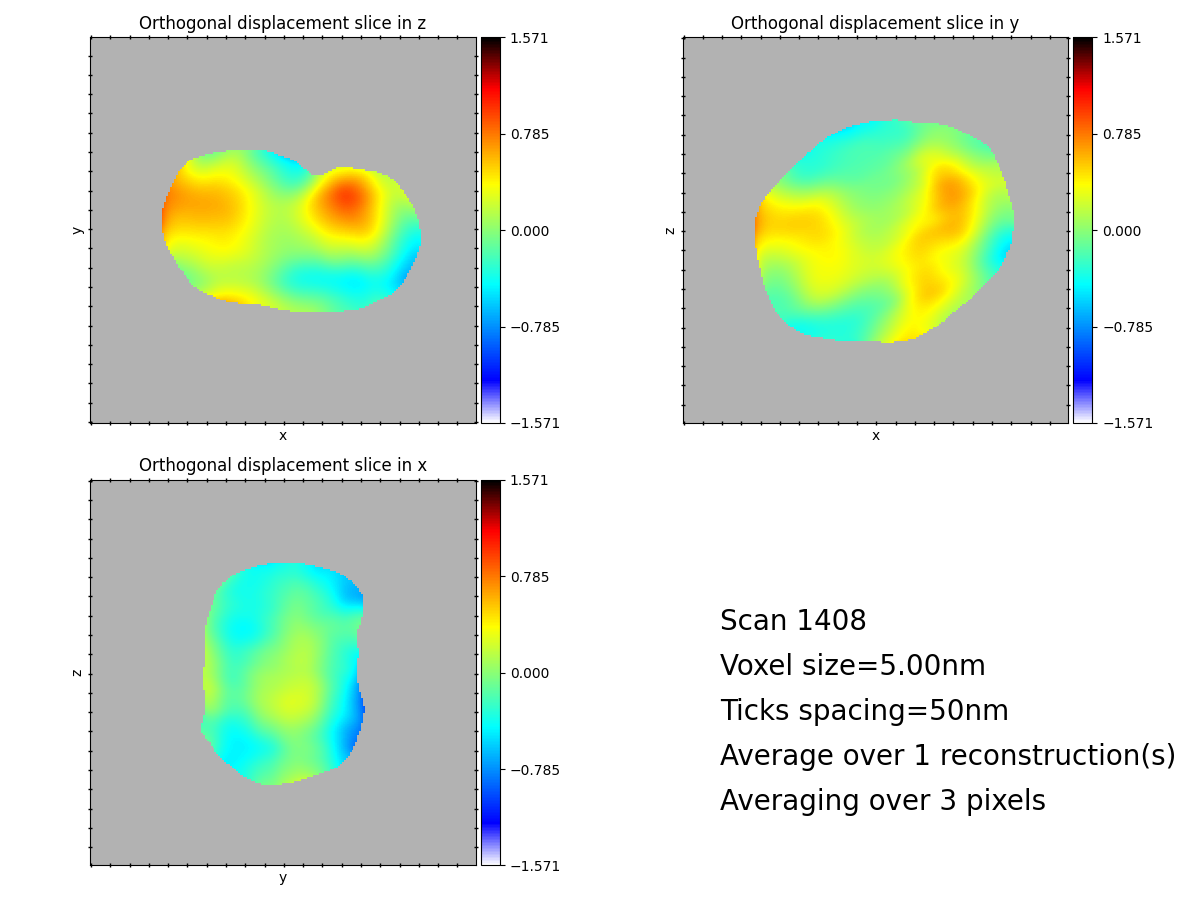 Orthogonal displacement slice in z
1.571
0.785
0.000
−0.785
−1.571
y
x
Orthogonal displacement slice in y
1.571
0.785
0.000
−0.785
−1.571
z
x
Orthogonal displacement slice in x
1.571
0.785
0.000
−0.785
−1.571
z
y
Scan 1408
Voxel size=5.00nm
Ticks spacing=50nm
Average over 1 reconstruction(s)
Averaging over 3 pixels